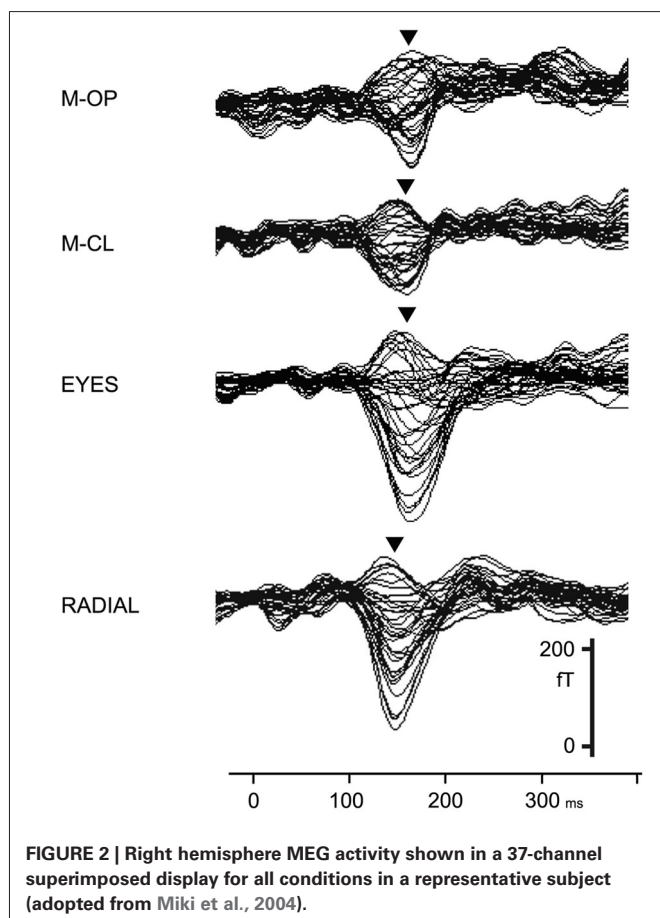 M-OP
M-CL
EYES
RADIAL
200
fT
0
0 100 200 300 ms
FIGURE 2 | Right hemisphere MEG activity shown in a 37-channel
superimposed display for all conditions in a representative subject
(adopted from Miki et al., 2004).